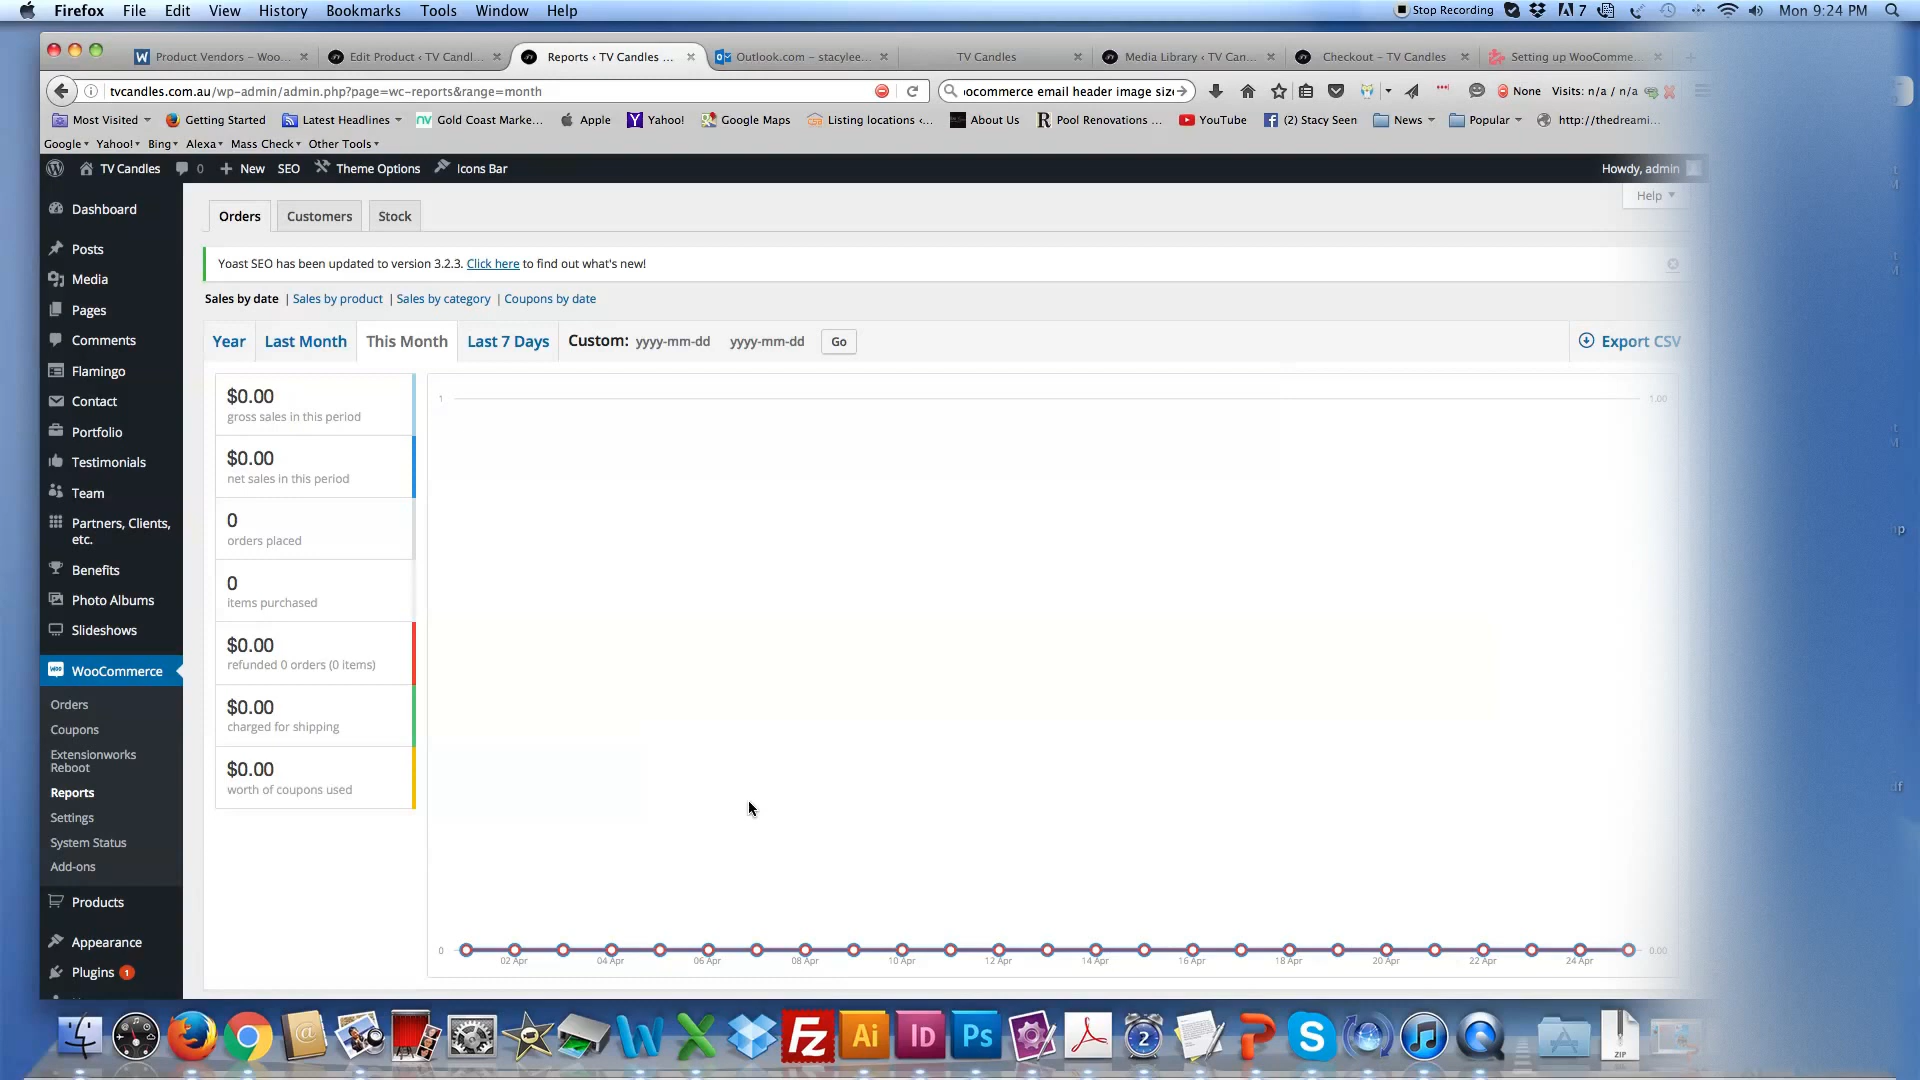 Firefox File Edit View History Bookmarks Tools Window Help Stop Recording 7 Mon 9:24 PM
Product Vendors – Woo... Edit Product ‹ TV Candl... Reports ‹ TV Candles ... Outlook.com – stacylee... TV Candles Media Library ‹ TV Can... Checkout – TV Candles Setting up WooComme...
tvcandles.com.au/wp-admin/admin.php?page=wc-reports&range=month ocommerce email header image size None Visits: n/a / n/a
Most Visited Getting Started Latest Headlines Gold Coast Marke... Apple Yahoo! Google Maps Listing locations ‹... About Us Pool Renovations ... YouTube (2) Stacy Seen News Popular http://thedreami...
Google Yahoo! Bing Alexa Mass Check Other Tools
TV Candles 0 New SEO Theme Options Icons Bar Howdy, admin
Help
Dashboard
Posts
Media
Pages
Comments
Flamingo
Contact
Portfolio
Testimonials
Team
Partners, Clients,
etc.
Benefits
Photo Albums
Slideshows
WooCommerce
Orders
Coupons
Extensionworks
Reboot
Reports
Settings
System Status
Add-ons
Products
Appearance
Plugins 1
Orders Customers Stock
Yoast SEO has been updated to version 3.2.3. Click here to find out what's new!
Sales by date | Sales by product | Sales by category | Coupons by date
Year Last Month This Month Last 7 Days Custom: yyyy-mm-dd yyyy-mm-dd Go Export CSV
$0.00
gross sales in this period
$0.00
net sales in this period
0
orders placed
0
items purchased
$0.00
refunded 0 orders (0 items)
$0.00
charged for shipping
$0.00
worth of coupons used
1 1.00
0 0.00
02 Apr 04 Apr 06 Apr 08 Apr 10 Apr 12 Apr 14 Apr 16 Apr 18 Apr 20 Apr 22 Apr 24 Apr
Fz Ai Id Ps 2 ZIP